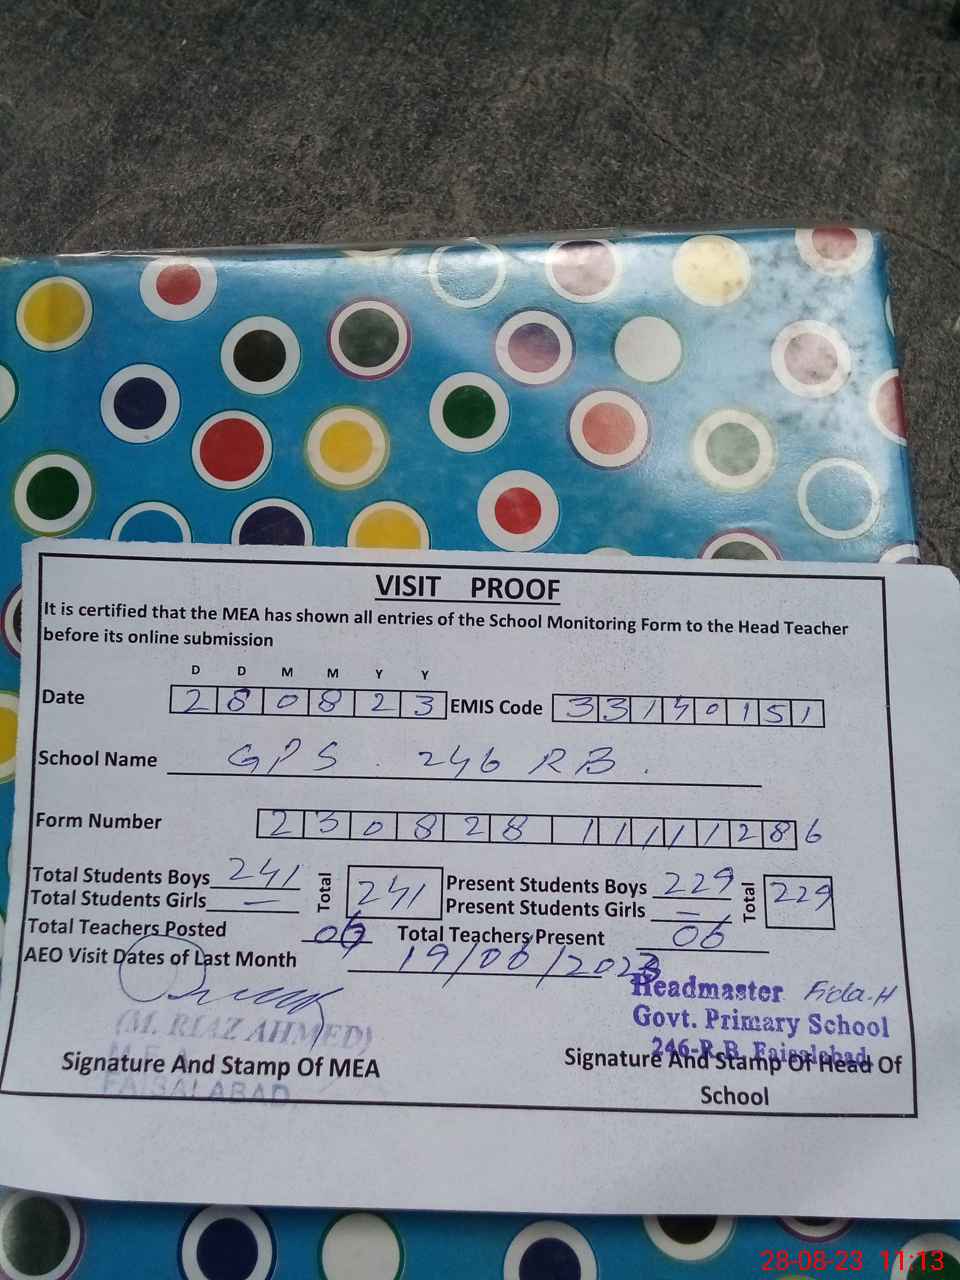 VISIT PROOF
It is certified that the MEA has shown all entries of the School Monitoring Form to the Head Teacher
before its online submission
D D M M Y Y
Date 2 8 0 8 2 3 EMIS Code 3 3 1 4 0 1 5 1
School Name GPS. 246 RB.
Form Number 2 3 0 8 2 8 1 1 1 1 1 2 8 6
Total Students Boys 241 Total 241 Present Students Boys 229 Total 229
Total Students Girls — Present Students Girls —
Total Teachers Posted 06 Total Teachers Present 06
AEO Visit Dates of Last Month 19/06/2023
Headmaster Fida.H
Govt. Primary School
246-R.B. Faisalabad
(M. RIAZ AHMED)
M.E.A
FAISALABAD.
Signature And Stamp Of MEA
Signature And Stamp Of Head Of
School
28-08-23 11:13